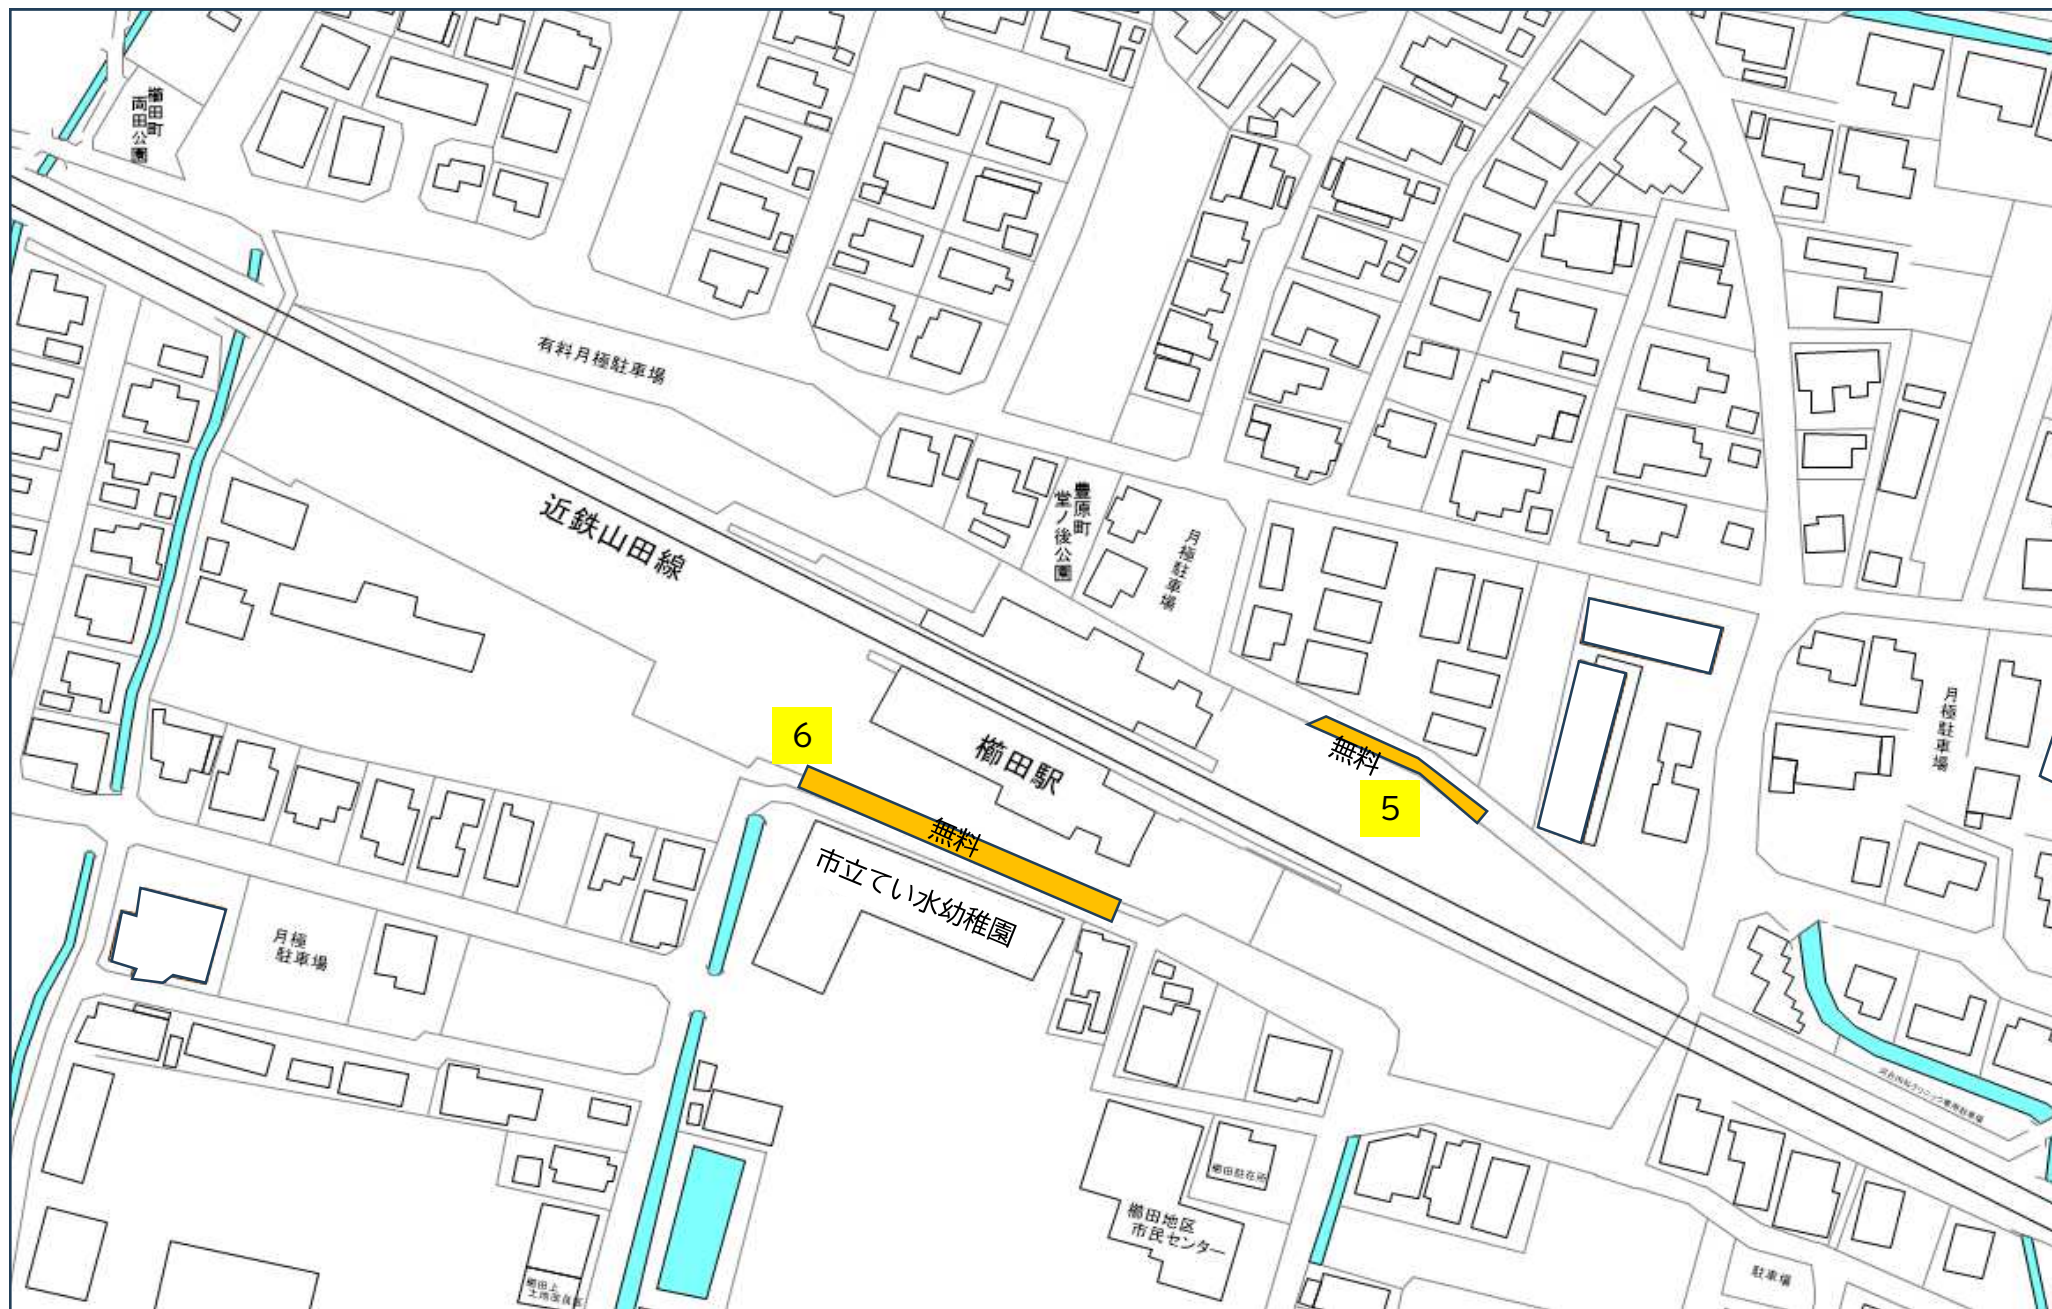 櫛田町
両田公園
有料月極駐車場
近鉄山田線
豊原町
堂ノ後公園
月極駐車場
6
櫛田駅
無料
5
月極駐車場
無料
市立てい水幼稚園
月極
駐車場
櫛田駐在所
櫛田地区
市民センター
駐車場
櫛田上